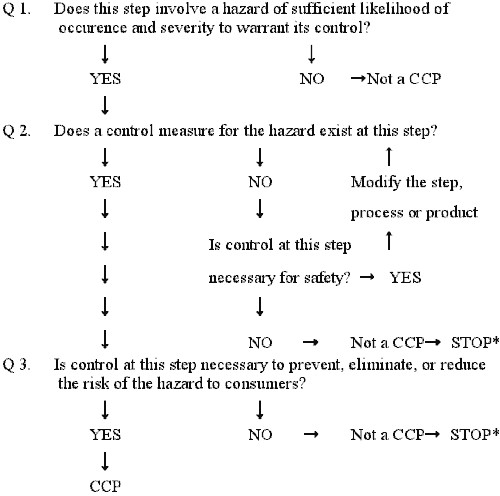 Q 1. Does this step involve a hazard of sufficient likelihood of
occurence and severity to warrant its control?
YES NO →Not a CCP
Q 2. Does a control measure for the hazard exist at this step?
YES NO Modify the step,
process or product
Is control at this step
necessary for safety? → YES
NO → Not a CCP→ STOP*
Q 3. Is control at this step necessary to prevent, eliminate, or reduce
the risk of the hazard to consumers?
YES NO → Not a CCP→ STOP*
CCP